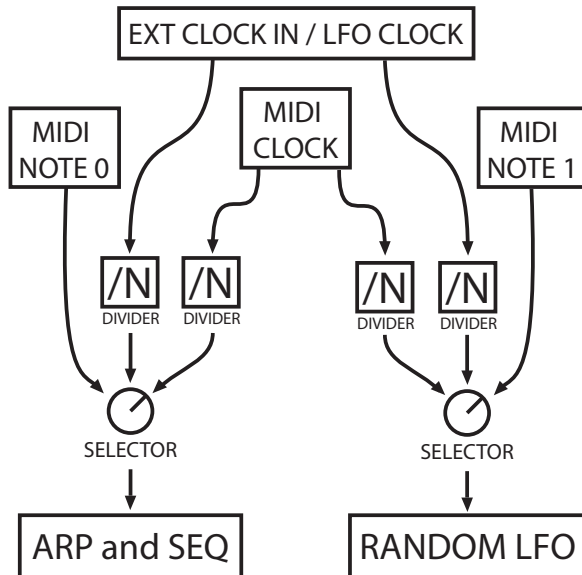 EXT CLOCK IN / LFO CLOCK
MIDI
NOTE 0
MIDI
CLOCK
MIDI
NOTE 1
/N
DIVIDER
/N
DIVIDER
/N
DIVIDER
/N
DIVIDER
SELECTOR
SELECTOR
ARP and SEQ
RANDOM LFO